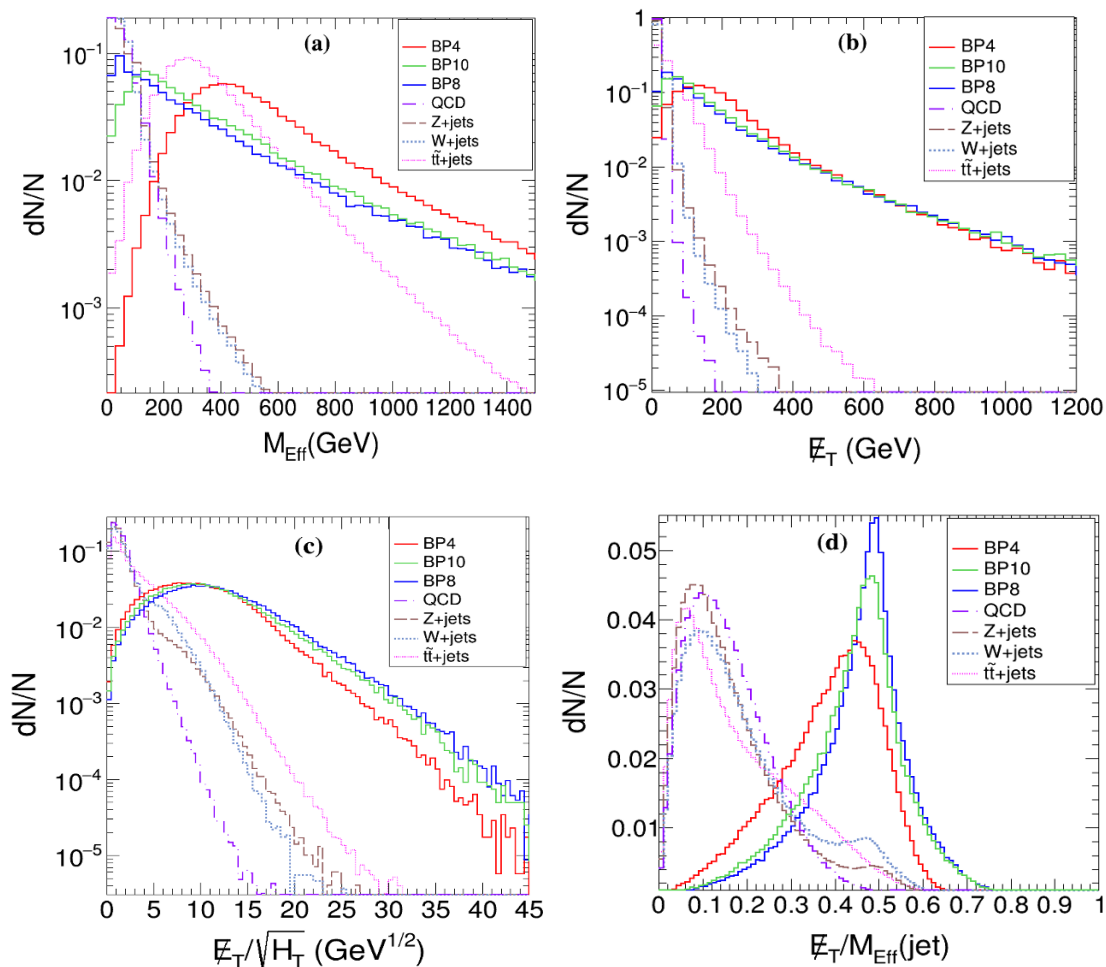 (a)
BP4
BP10
BP8
QCD
Z+jets
W+jets
tt̃+jets
dN/N
10⁻¹
10⁻²
10⁻³
0 200 400 600 800 1000 1200 1400
M_Eff(GeV)
(b)
BP4
BP10
BP8
QCD
Z+jets
W+jets
tt̃+jets
dN/N
1
10⁻¹
10⁻²
10⁻³
10⁻⁴
10⁻⁵
0 200 400 600 800 1000 1200
E̸_T (GeV)
(c)
BP4
BP10
BP8
QCD
Z+jets
W+jets
tt̃+jets
dN/N
10⁻¹
10⁻²
10⁻³
10⁻⁴
10⁻⁵
0 5 10 15 20 25 30 35 40 45
E̸_T/√H_T (GeV^1/2)
(d)
BP4
BP10
BP8
QCD
Z+jets
W+jets
tt̃+jets
dN/N
0.05
0.04
0.03
0.02
0.01
0 0.1 0.2 0.3 0.4 0.5 0.6 0.7 0.8 0.9 1
E̸_T/M_Eff(jet)